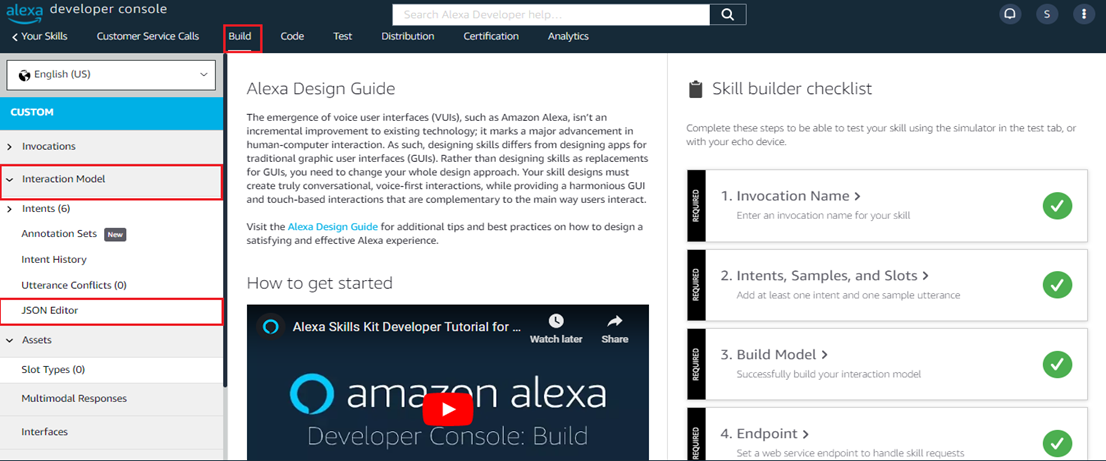 alexa developer console
Search Alexa Developer help...
S
Your Skills Customer Service Calls Build Code Test Distribution Certification Analytics
English (US)
CUSTOM
Invocations
Interaction Model
Intents (6)
Annotation Sets New
Intent History
Utterance Conflicts (0)
JSON Editor
Assets
Slot Types (0)
Multimodal Responses
Interfaces
Alexa Design Guide
The emergence of voice user interfaces (VUIs), such as Amazon Alexa, isn't an
incremental improvement to existing technology; it marks a major advancement in
human-computer interaction. As such, designing skills differs from designing apps for
traditional graphic user interfaces (GUIs). Rather than designing skills as replacements
for GUIs, you need to change your whole design approach. Your skill designs must
create truly conversational, voice-first interactions, while providing a harmonious GUI
and touch-based interactions that are complementary to the main way users interact.
Visit the Alexa Design Guide for additional tips and best practices on how to design a
satisfying and effective Alexa experience.
How to get started
Alexa Skills Kit Developer Tutorial for ...
Watch later
Share
amazon alexa
Developer Console: Build
Skill builder checklist
Complete these steps to be able to test your skill using the simulator in the test tab, or
with your echo device.
REQUIRED
1. Invocation Name >
Enter an invocation name for your skill
REQUIRED
2. Intents, Samples, and Slots >
Add at least one intent and one sample utterance
REQUIRED
3. Build Model >
Successfully build your interaction model
REQUIRED
4. Endpoint >
Set a web service endpoint to handle skill requests